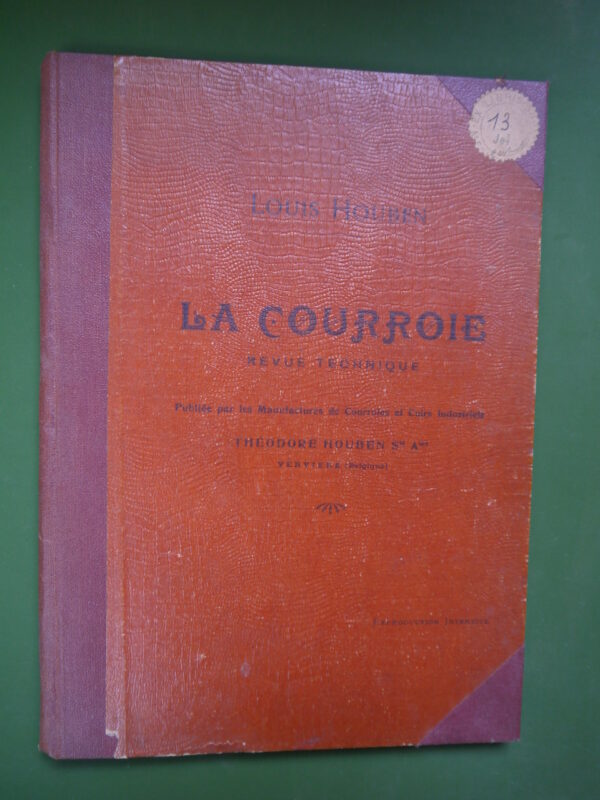 13
LOUIS HOUBEN
LA COURROIE
REVUE TECHNIQUE
Publiée par les Manufactures de Courroies et Cuirs Industriels
THÉODORE HOUBEN Sté Ame
VERVIERS (Belgique)
REPRODUCTION INTERDITE